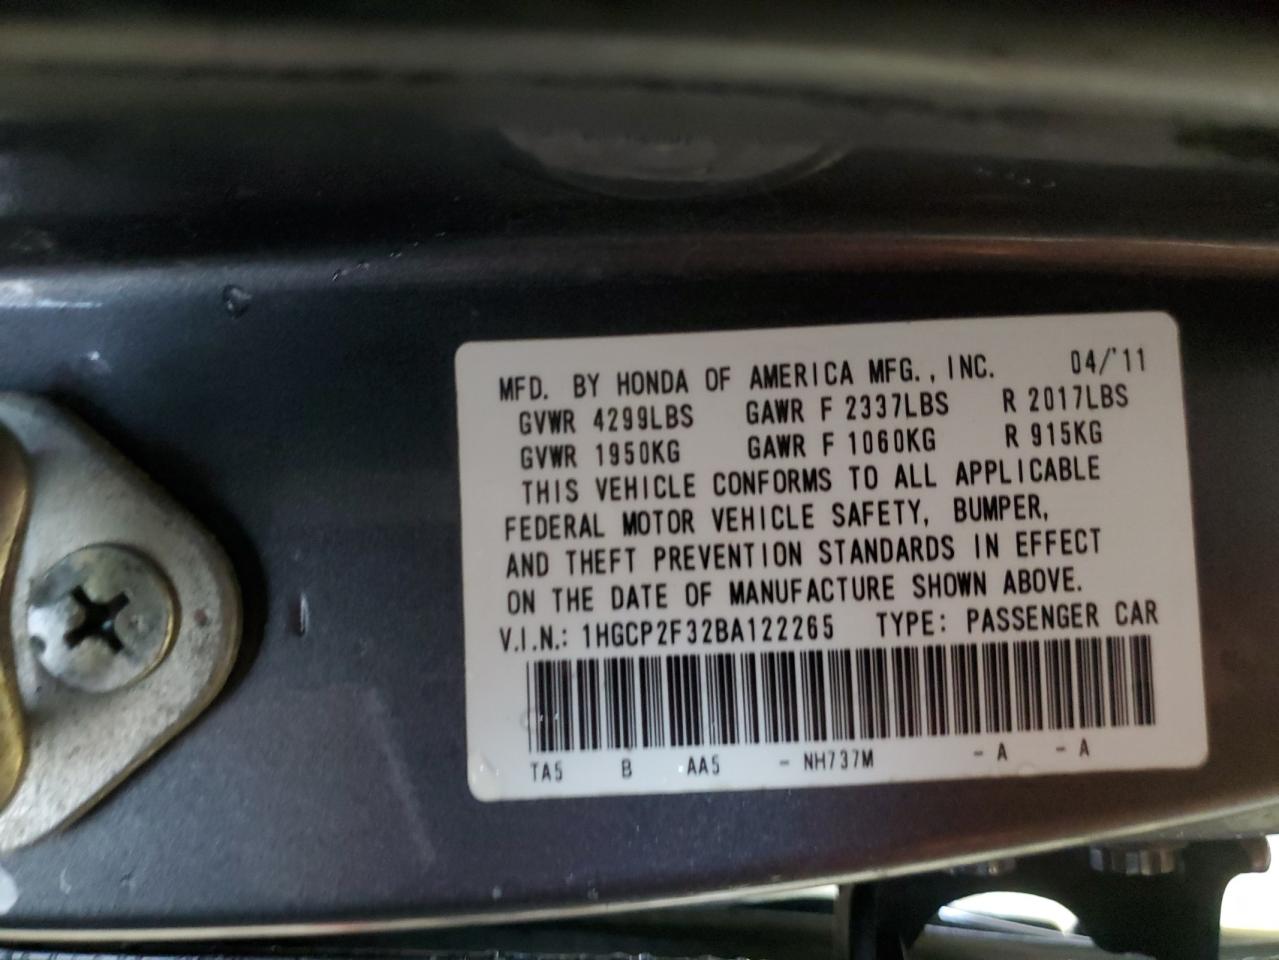 MFD. BY HONDA OF AMERICA MFG., INC. 04/'11
GVWR 4299LBS GAWR F 2337LBS R 2017LBS
GVWR 1950KG GAWR F 1060KG R 915KG
THIS VEHICLE CONFORMS TO ALL APPLICABLE
FEDERAL MOTOR VEHICLE SAFETY, BUMPER,
AND THEFT PREVENTION STANDARDS IN EFFECT
ON THE DATE OF MANUFACTURE SHOWN ABOVE.
V.I.N.: 1HGCP2F32BA122265 TYPE: PASSENGER CAR
TA5 B AA5 - NH737M - A - A